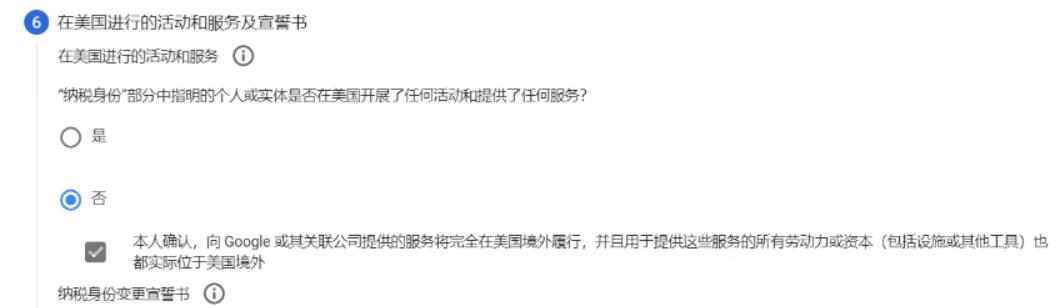 6 在美国进行的活动和服务及宣誓书
在美国进行的活动和服务
“纳税身份”部分中指明的个人或实体是否在美国开展了任何活动和提供了任何服务？
是
否
本人确认，向 Google 或其关联公司提供的服务将完全在美国境外履行，并且用于提供这些服务的所有劳动力或资本（包括设施或其他工具）也
都实际位于美国境外
纳税身份变更宣誓书